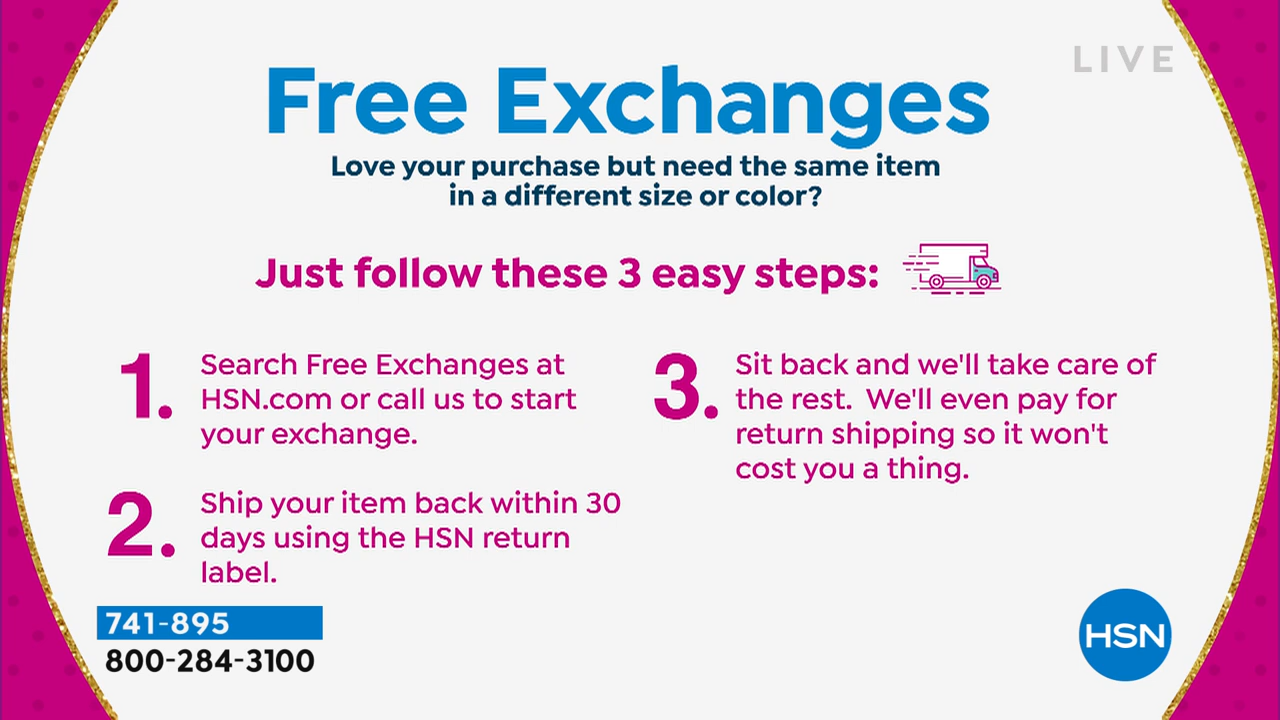 LIVE
Free Exchanges
Love your purchase but need the same item
in a different size or color?
Just follow these 3 easy steps:
1. Search Free Exchanges at
HSN.com or call us to start
your exchange.
2. Ship your item back within 30
days using the HSN return
label.
3. Sit back and we'll take care of
the rest. We'll even pay for
return shipping so it won't
cost you a thing.
741-895
800-284-3100
HSN